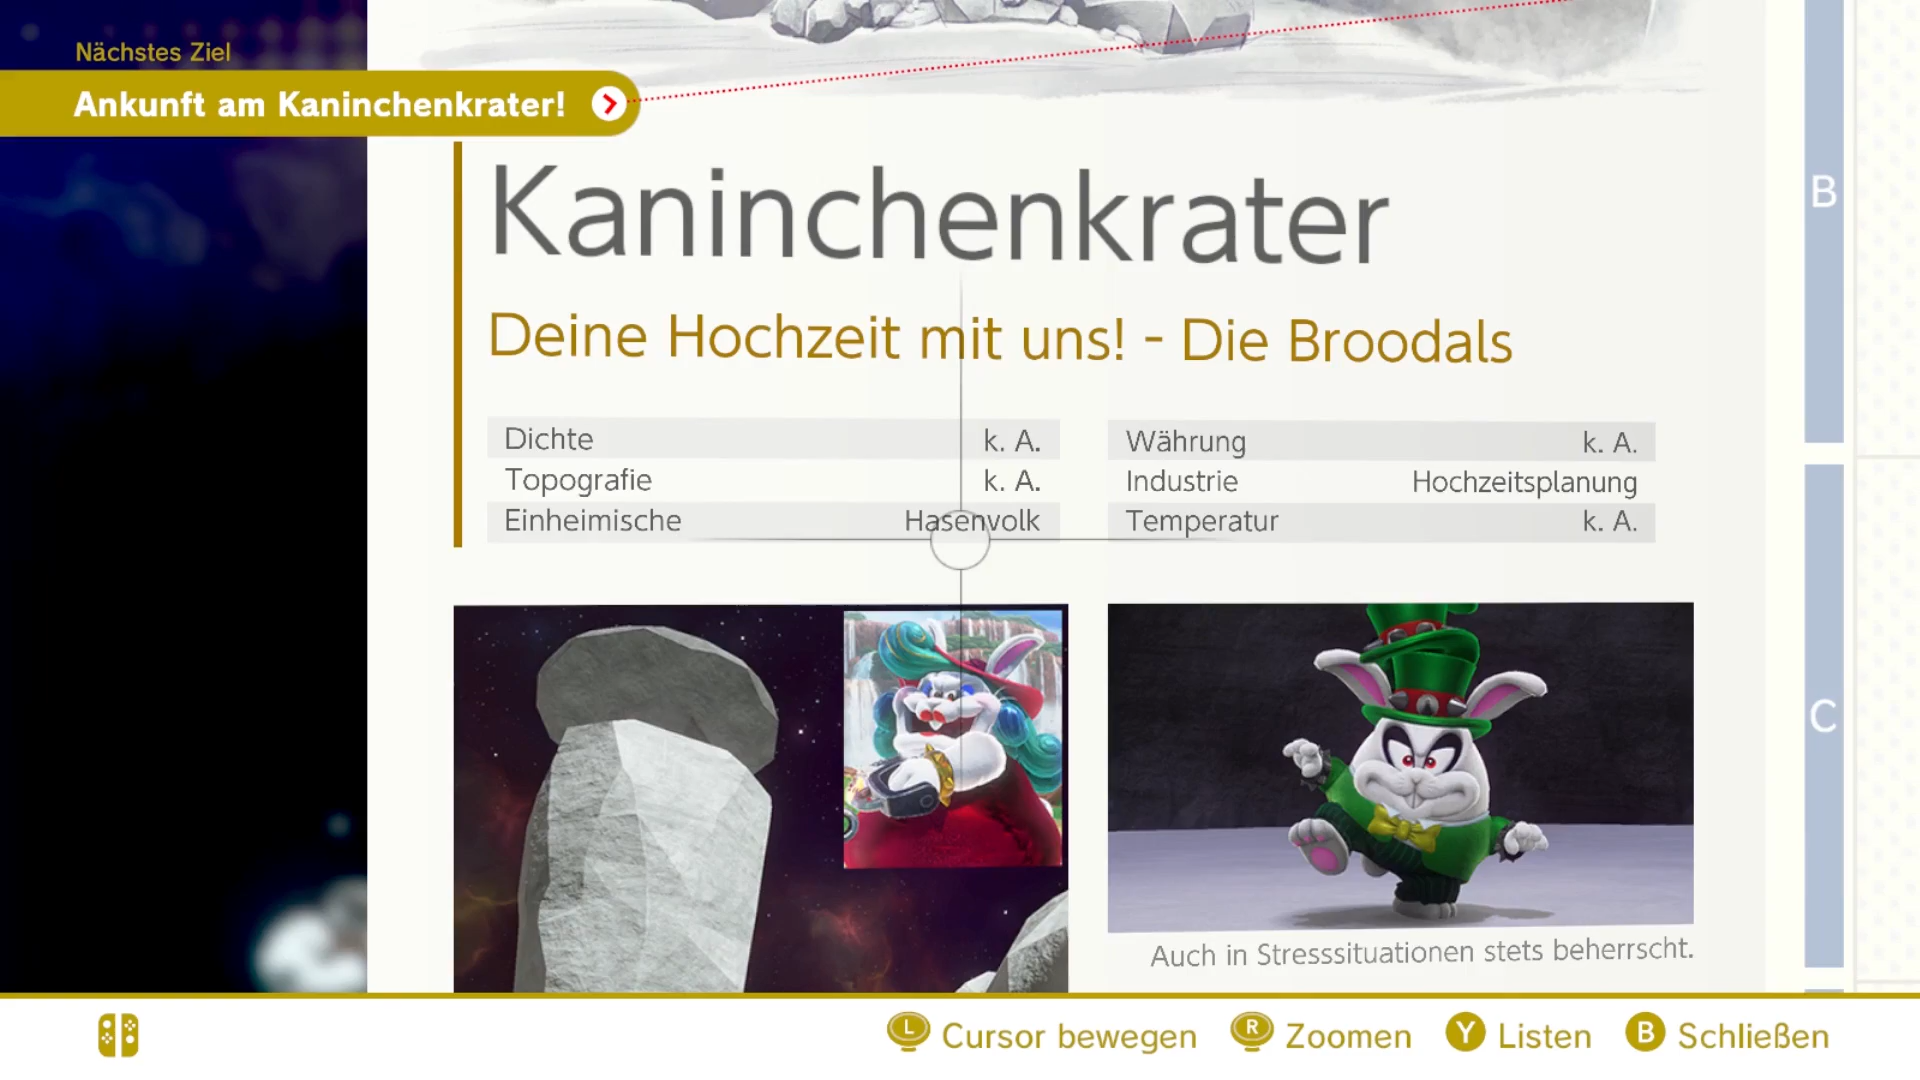 Nächstes Ziel
Ankunft am Kaninchenkrater!
Kaninchenkrater
Deine Hochzeit mit uns! - Die Broodals
Dichte k. A.
Topografie k. A.
Einheimische Hasenvolk
Währung k. A.
Industrie Hochzeitsplanung
Temperatur k. A.
Auch in Stresssituationen stets beherrscht.
B
C
L Cursor bewegen R Zoomen Y Listen B Schließen